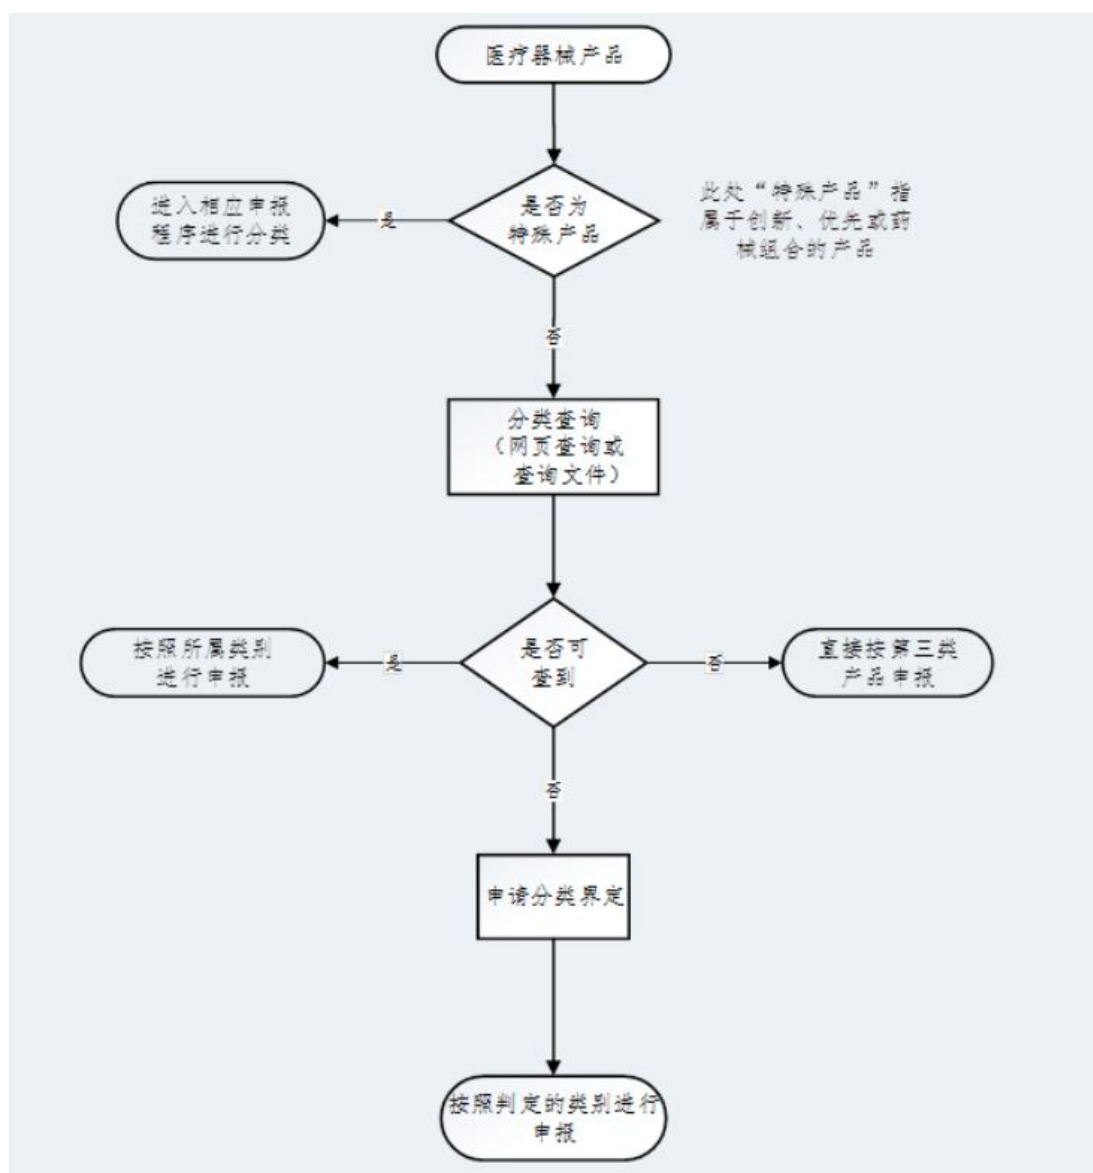 医疗器械产品
是否为
特殊产品
是
进入相应申报
程序进行分类
此处“特殊产品”指
属于创新、优先或药
械组合的产品
否
分类查询
（网页查询或
查询文件）
是否可
查到
是
按照所属类别
进行申报
否
直接按第三类
产品申报
否
申请分类界定
按照判定的类别进行
申报